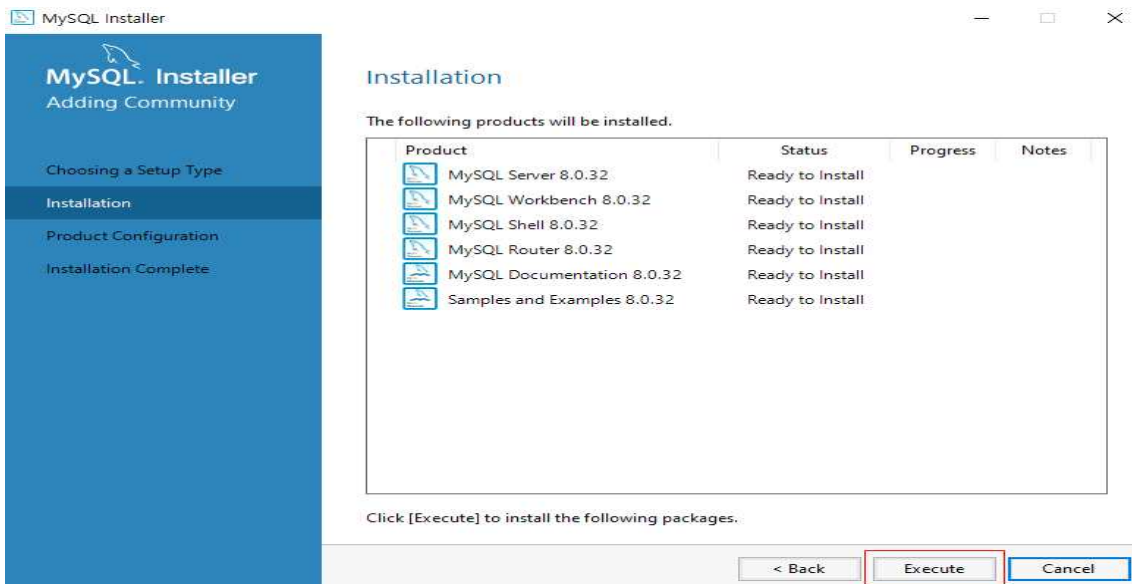 MySQL Installer
MySQL. Installer
Adding Community
Choosing a Setup Type
Installation
Product Configuration
Installation Complete
Installation
The following products will be installed.
Product Status Progress Notes
MySQL Server 8.0.32 Ready to Install
MySQL Workbench 8.0.32 Ready to Install
MySQL Shell 8.0.32 Ready to Install
MySQL Router 8.0.32 Ready to Install
MySQL Documentation 8.0.32 Ready to Install
Samples and Examples 8.0.32 Ready to Install
Click [Execute] to install the following packages.
< Back Execute Cancel